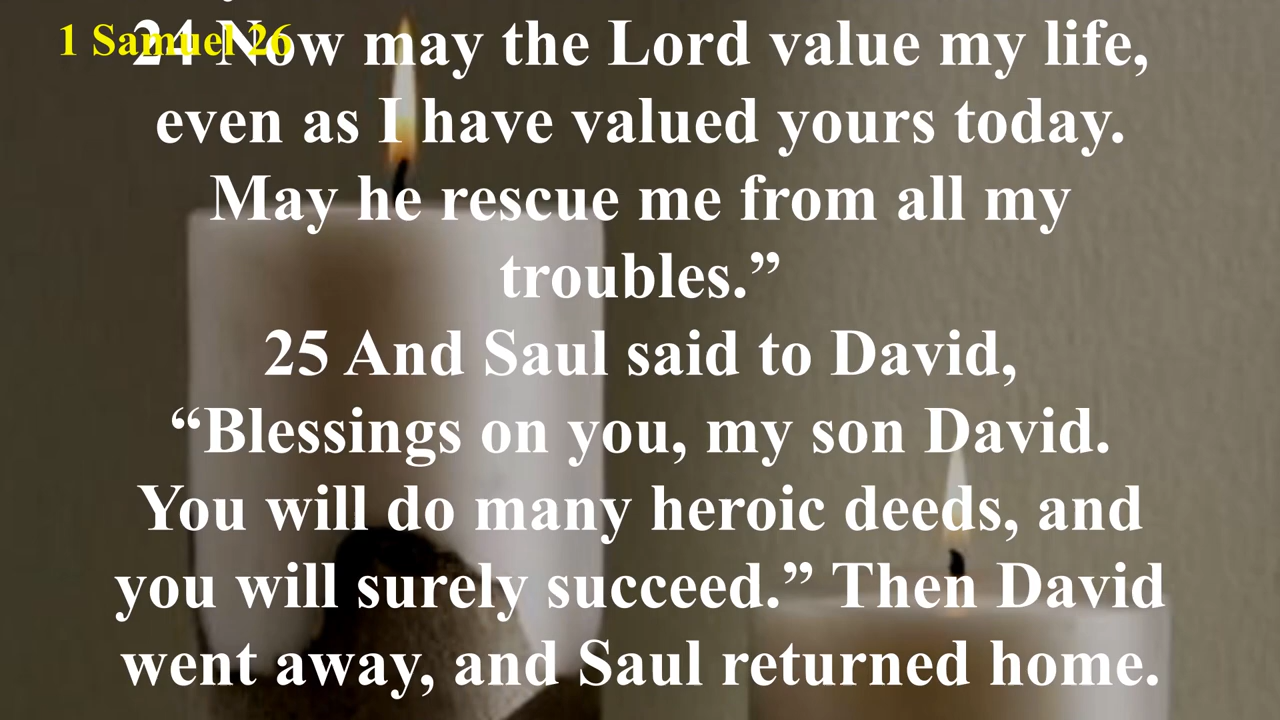 1 Samuel 26
24 Now may the Lord value my life,
even as I have valued yours today.
May he rescue me from all my
troubles.”
25 And Saul said to David,
“Blessings on you, my son David.
You will do many heroic deeds, and
you will surely succeed.” Then David
went away, and Saul returned home.